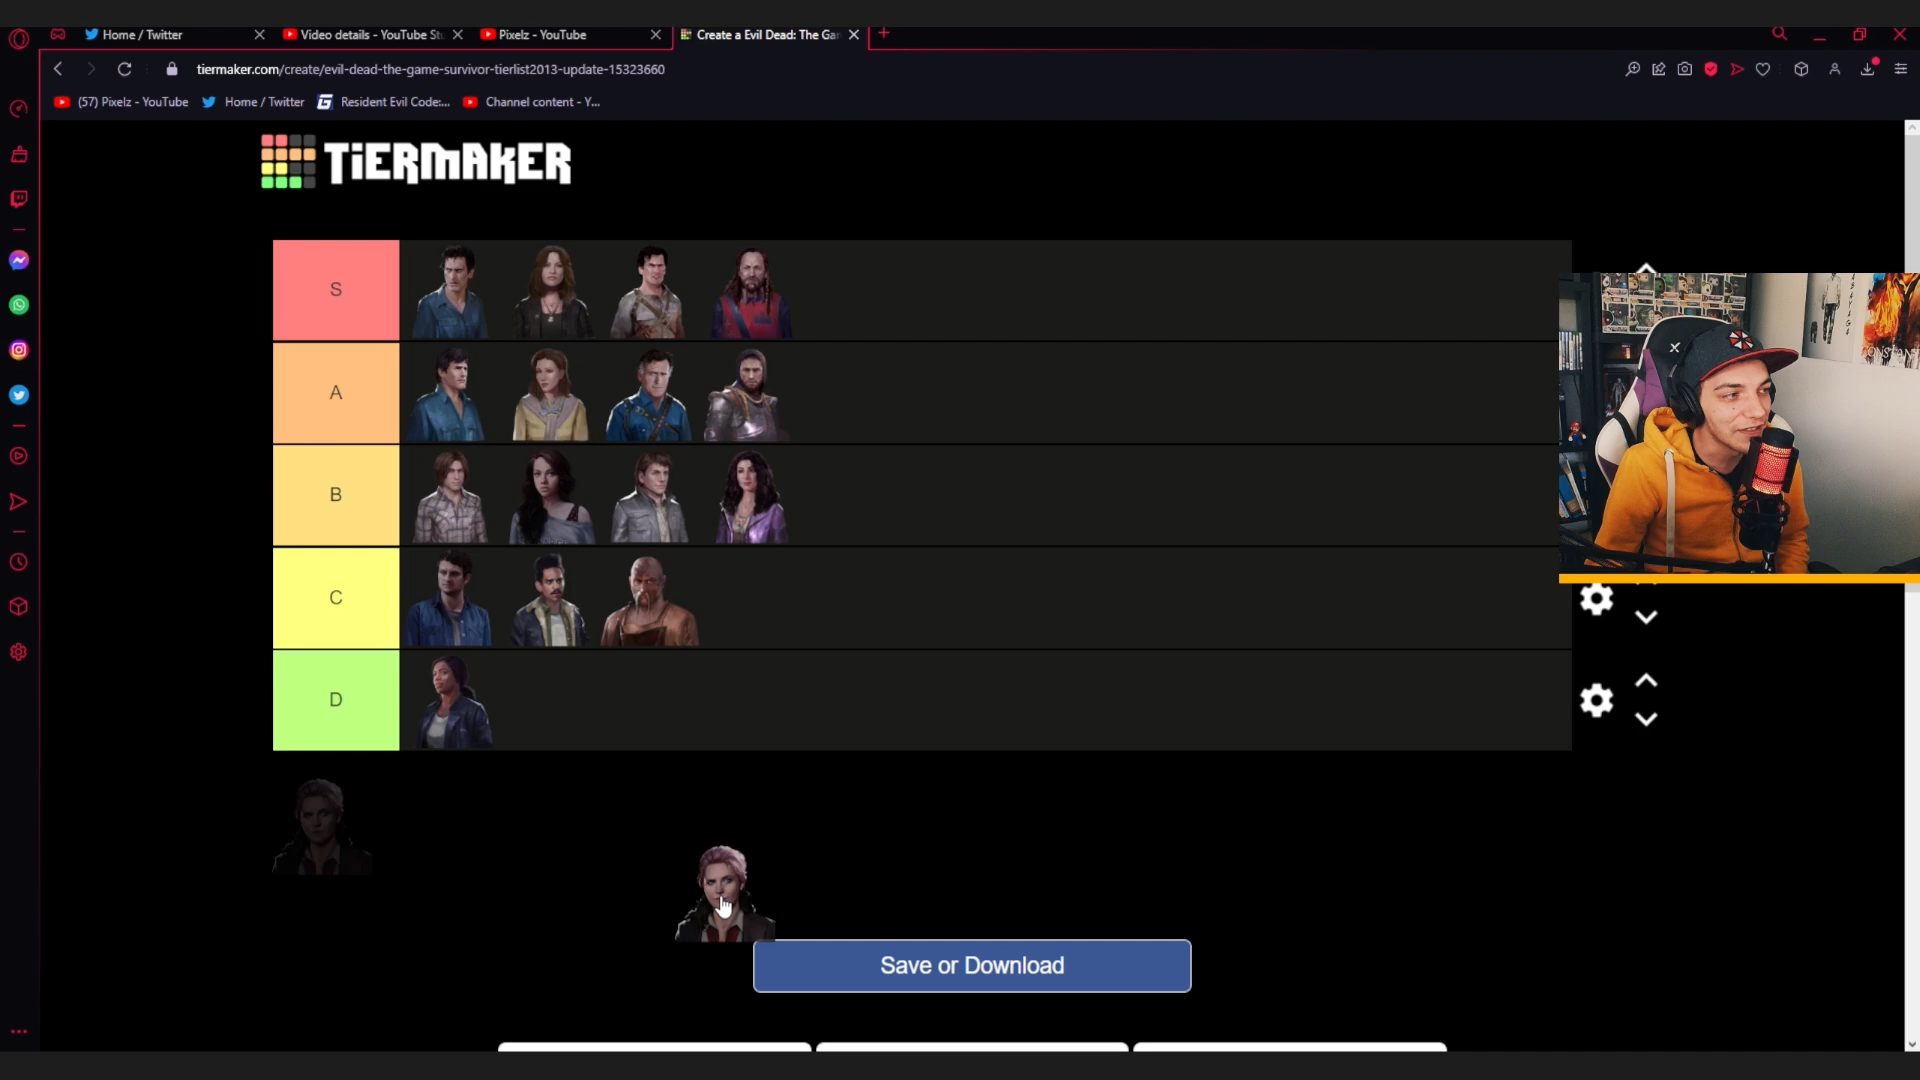 Home / Twitter
Video details - YouTube St
Pixelz - YouTube
Create a Evil Dead: The Gar
tiermaker.com/create/evil-dead-the-game-survivor-tierlist2013-update-15323660
(57) Pixelz - YouTube
Home / Twitter
Resident Evil Code:...
Channel content - Y...
TiERMAKER
S
A
B
C
D
Save or Download